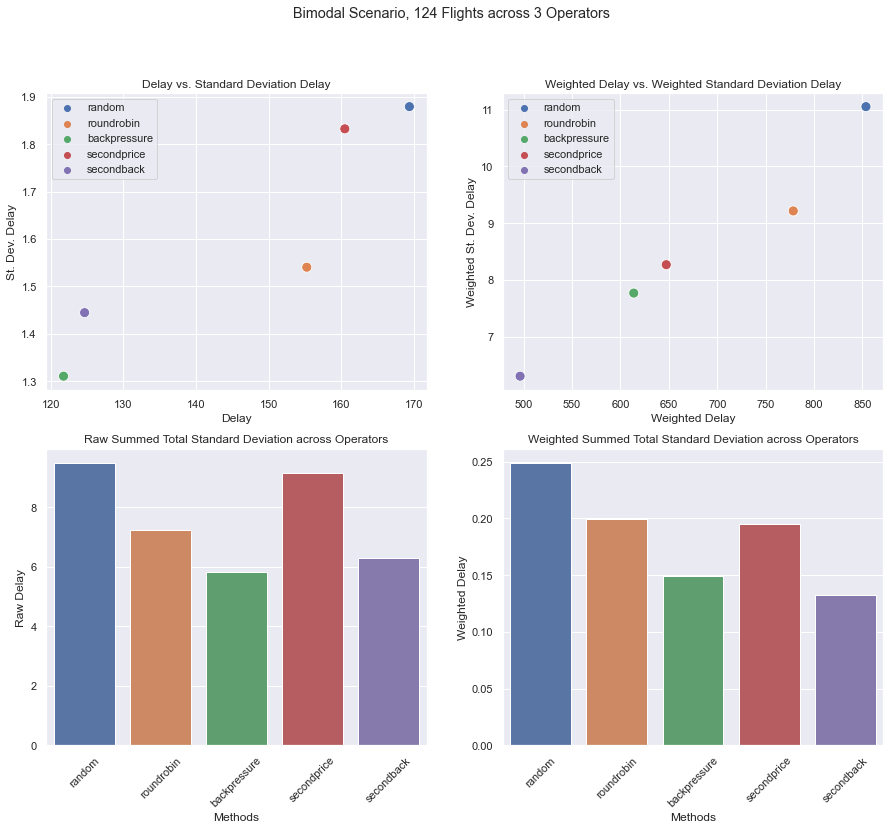 Bimodal Scenario, 124 Flights across 3 Operators
Delay vs. Standard Deviation Delay
random
roundrobin
backpressure
secondprice
secondback
St. Dev. Delay
1.9
1.8
1.7
1.6
1.5
1.4
1.3
120 130 140 150 160 170
Delay
Weighted Delay vs. Weighted Standard Deviation Delay
random
roundrobin
backpressure
secondprice
secondback
Weighted St. Dev. Delay
11
10
9
8
7
500 550 600 650 700 750 800 850
Weighted Delay
Raw Summed Total Standard Deviation across Operators
Raw Delay
8
6
4
2
0
random roundrobin backpressure secondprice secondback
Methods
Weighted Summed Total Standard Deviation across Operators
Weighted Delay
0.25
0.20
0.15
0.10
0.05
0.00
random roundrobin backpressure secondprice secondback
Methods